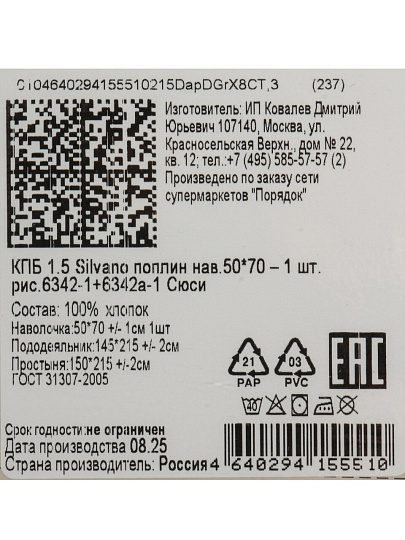 0104640294155510215DapDGrX8CT,3 (237)
Изготовитель: ИП Ковалев Дмитрий
Юрьевич 107140, Москва, ул.
Красносельская Верхн., дом № 22,
кв. 12; тел.:+7 (495) 585-57-57 (2)
Произведено по заказу сети
супермаркетов "Порядок"
КПБ 1.5 Silvano поплин нав.50*70 – 1 шт.
рис.6342-1+6342а-1 Сюси
Состав: 100% хлопок
Наволочка:50*70 +/- 1см 1шт
Пододеяльник: 145*215 +/- 2см
Простыня:150*215 +/-2см
ГОСТ 31307-2005
21 03
PAP PVC
EAC
40
Срок годности:не ограничен
Дата производства 08.25
Страна производитель: Россия
4 640294 155510